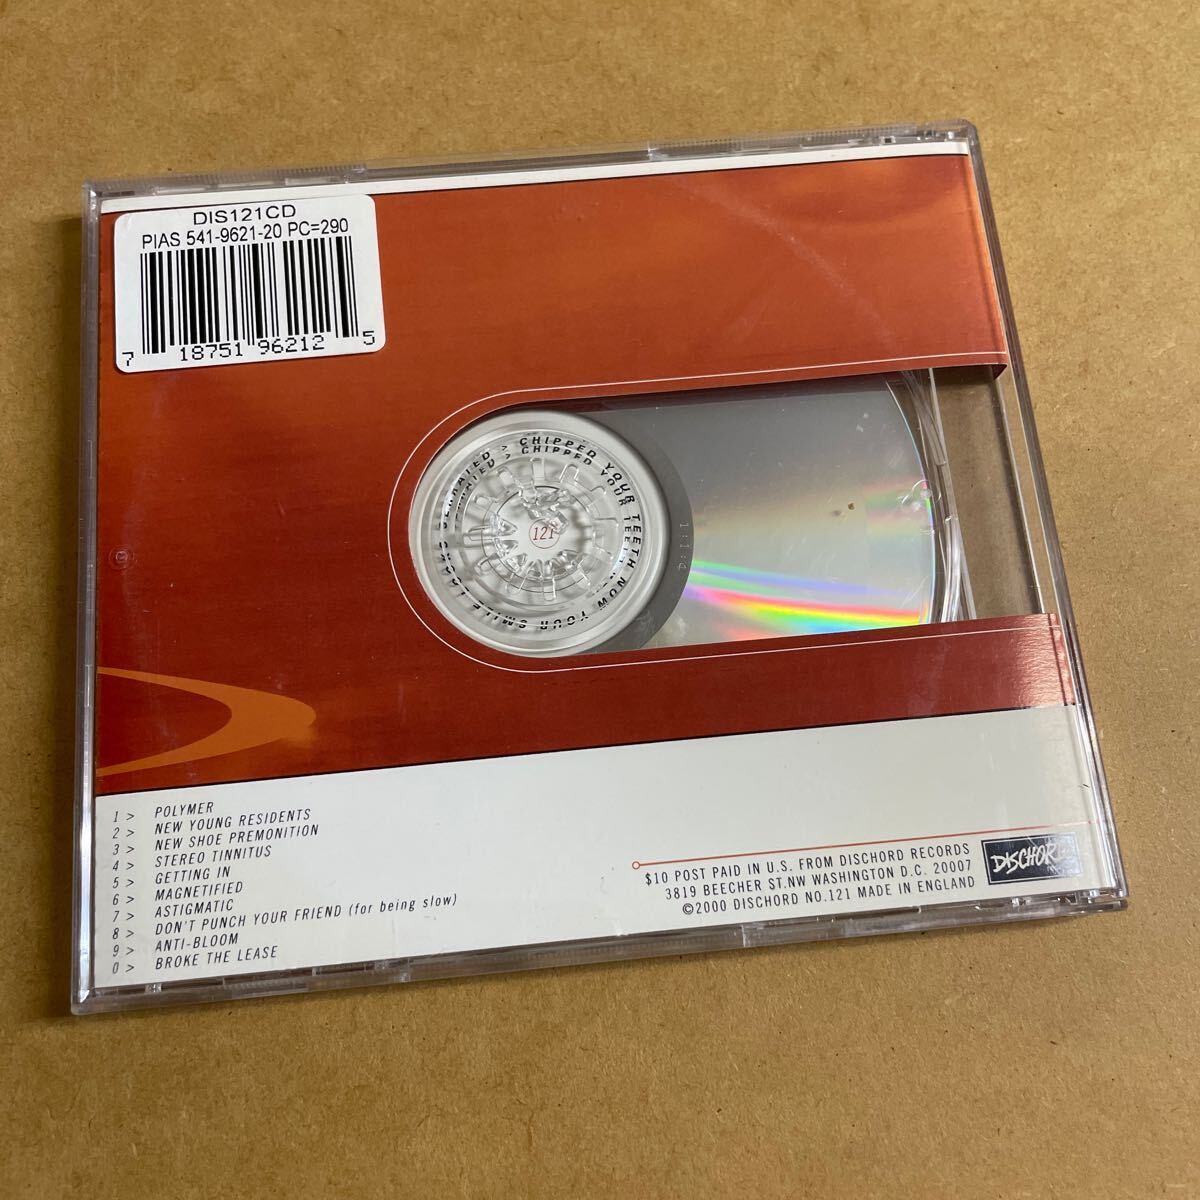 DIS121CD
PIAS 541-9621-20 PC=290
7 18751 96212 5
CHIPPED YOUR TEETH NOW YOUR SMILE LOOKS SERRATED >
121
1 > POLYMER
2 > NEW YOUNG RESIDENTS
3 > NEW SHOE PREMONITION
4 > STEREO TINNITUS
5 > GETTING IN
6 > MAGNETIFIED
7 > ASTIGMATIC
8 > DON'T PUNCH YOUR FRIEND (for being slow)
9 > ANTI-BLOOM
0 > BROKE THE LEASE
$10 POST PAID IN U.S. FROM DISCHORD RECORDS
3819 BEECHER ST.NW WASHINGTON D.C. 20007
©2000 DISCHORD NO.121 MADE IN ENGLAND
DISCHORD